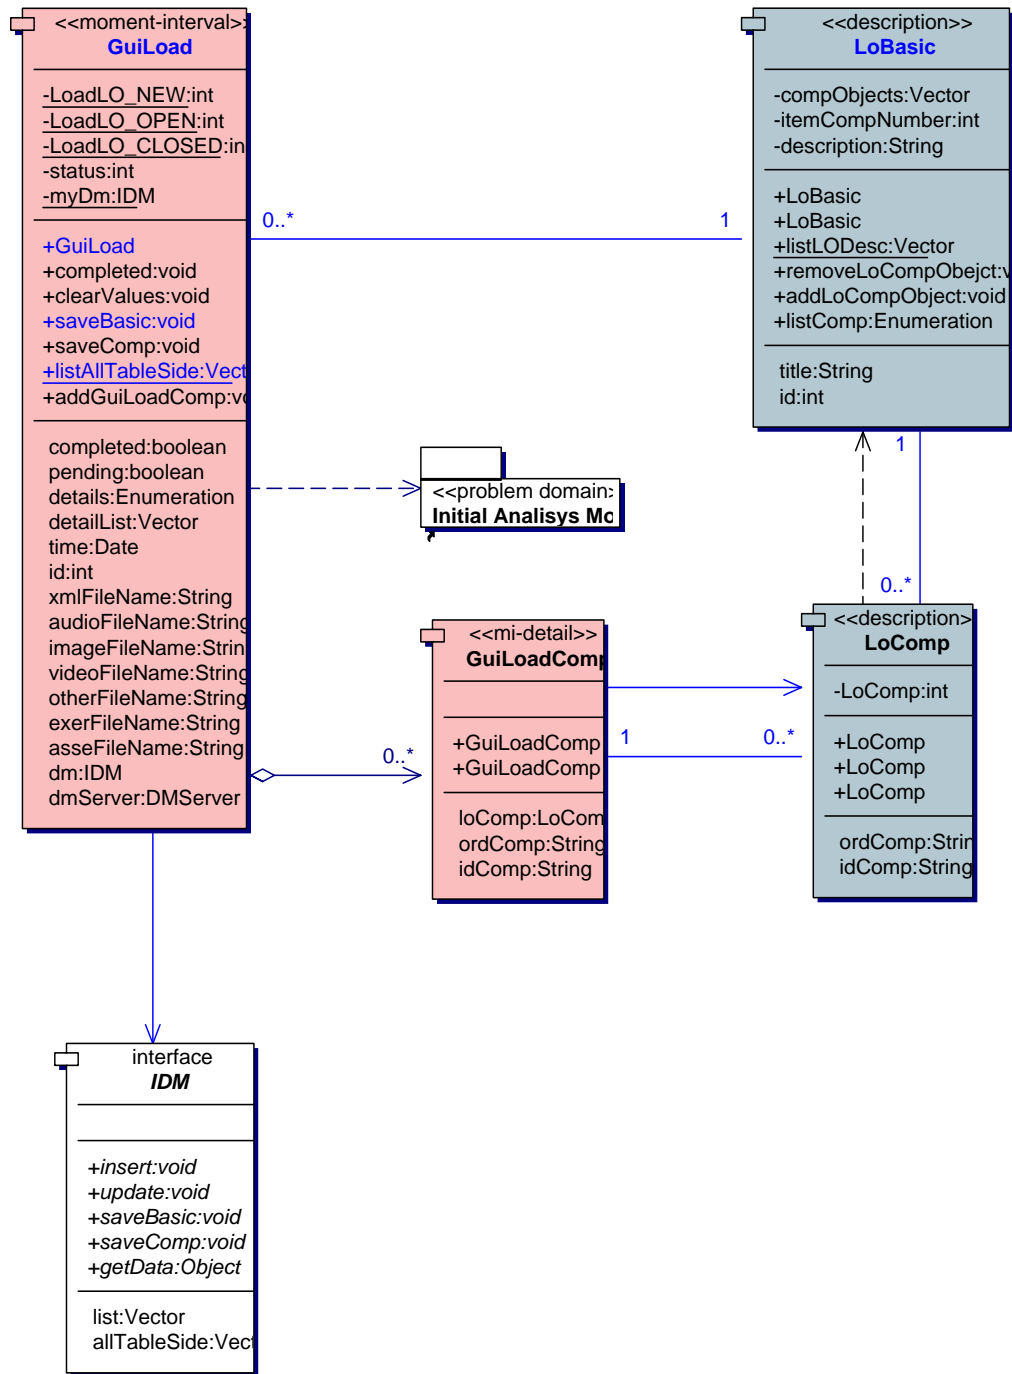 <<moment-interval>
GuiLoad
-LoadLO_NEW:int
-LoadLO_OPEN:int
-LoadLO_CLOSED:in
-status:int
-myDm:IDM
+GuiLoad
+completed:void
+clearValues:void
+saveBasic:void
+saveComp:void
+listAllTableSide:Vect
+addGuiLoadComp:vo
completed:boolean
pending:boolean
details:Enumeration
detailList:Vector
time:Date
id:int
xmlFileName:String
audioFileName:String
imageFileName:Strin
videoFileName:String
otherFileName:String
exerFileName:String
asseFileName:String
dm:IDM
dmServer:DMServer
0..*
1
<<description>>
LoBasic
-compObjects:Vector
-itemCompNumber:int
-description:String
+LoBasic
+LoBasic
+listLODesc:Vector
+removeLoCompObejct:v
+addLoCompObject:void
+listComp:Enumeration
title:String
id:int
1
0..*
<<problem domain>
Initial Analisys Mo
0..*
<<mi-detail>>
GuiLoadComp
+GuiLoadComp
+GuiLoadComp
loComp:LoCom
ordComp:String
idComp:String
1
0..*
<<description>
LoComp
-LoComp:int
+LoComp
+LoComp
+LoComp
ordComp:Strin
idComp:String
interface
IDM
+insert:void
+update:void
+saveBasic:void
+saveComp:void
+getData:Object
list:Vector
allTableSide:Vect